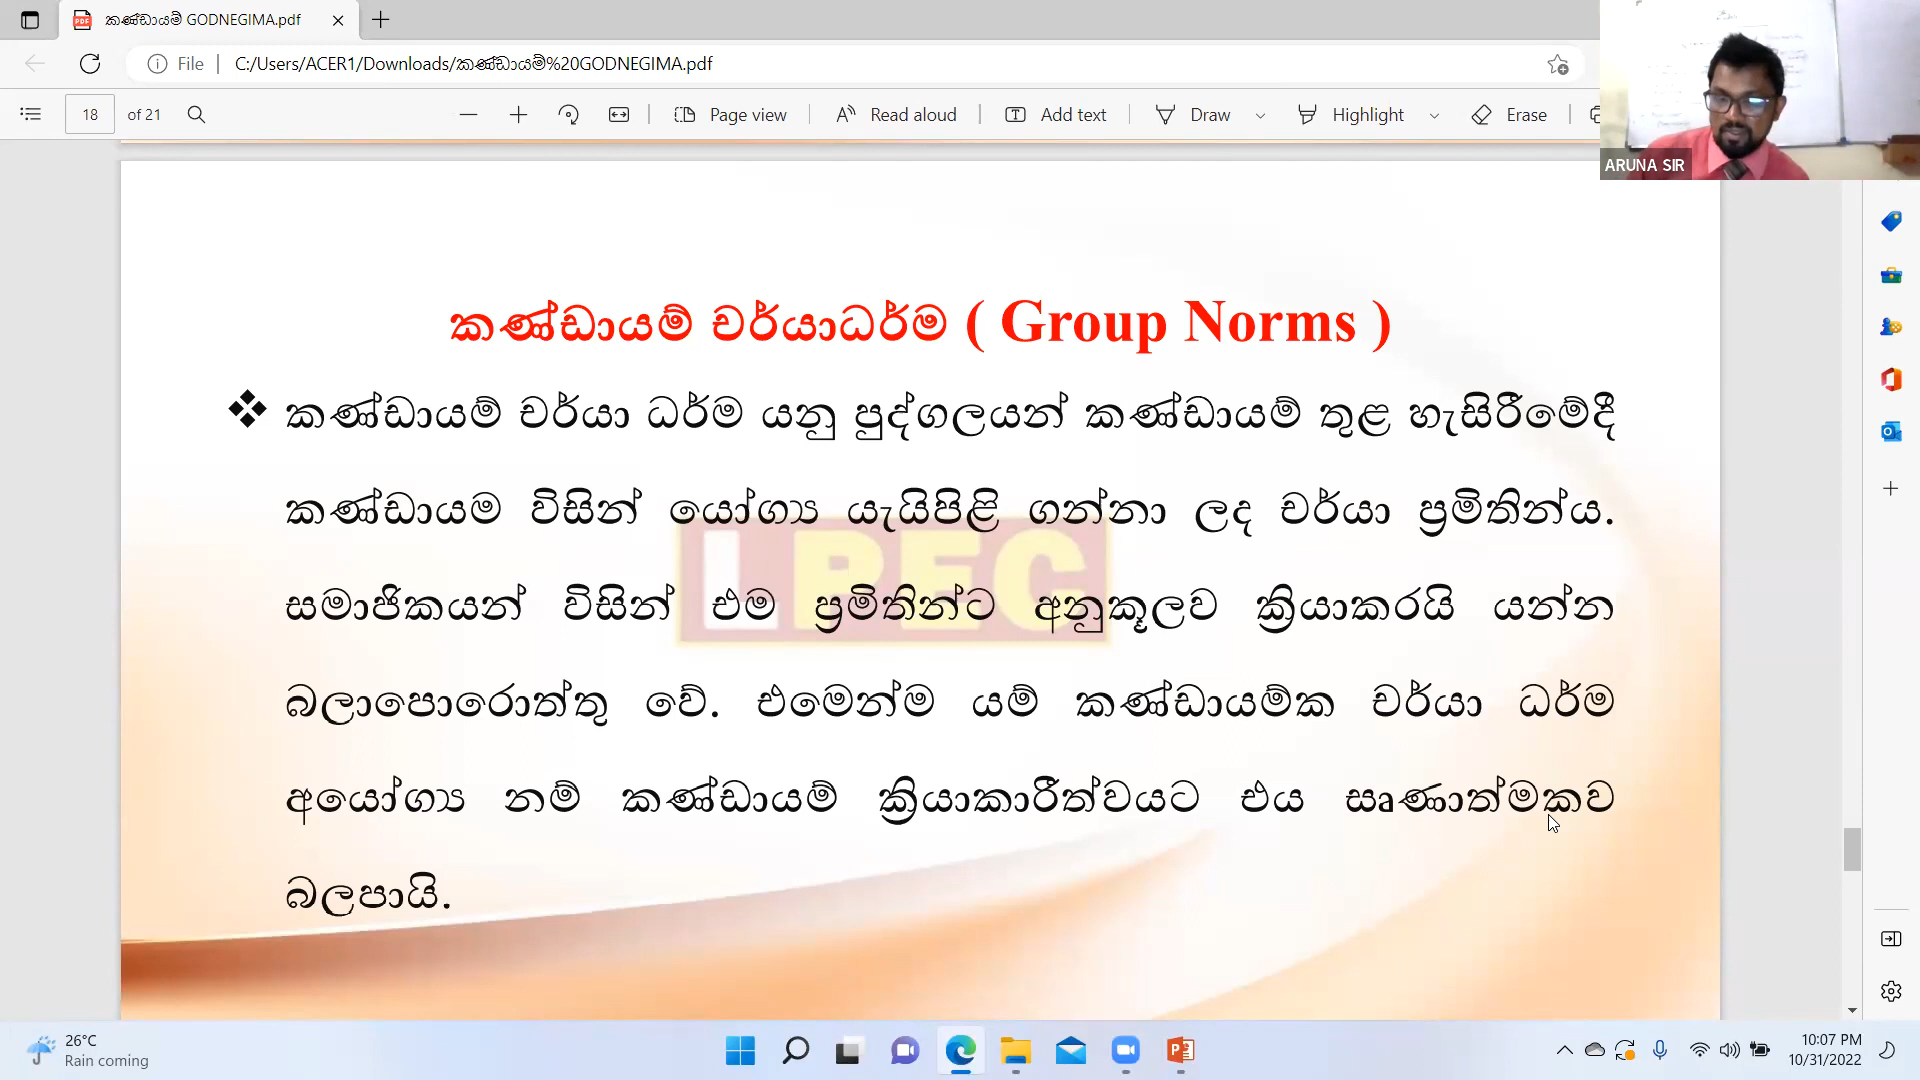 කණ්ඩායම් GODNEGIMA.pdf
File
C:/Users/ACER1/Downloads/කණ්ඩායම්%20GODNEGIMA.pdf
18 of 21
Page view
Read aloud
Add text
Draw
Highlight
Erase
ARUNA SIR
කණ්ඩායම් චර්යාධර්ම ( Group Norms )
කණ්ඩායම් චර්යා ධර්ම යනු පුද්ගලයන් කණ්ඩායම් තුළ හැසිරීමේදී
කණ්ඩායම විසින් යෝග්‍ය යැයිපිළි ගන්නා ලද චර්යා ප්‍රමිතින්ය.
සමාජිකයන් විසින් එම ප්‍රමිතින්ට අනුකූලව ක්‍රියාකරයි යන්න
බලාපොරොත්තු වේ. එමෙන්ම යම් කණ්ඩායම්ක චර්යා ධර්ම
අයෝග්‍ය නම් කණ්ඩායම් ක්‍රියාකාරීත්වයට එය සෘණාත්මකව
බලපායි.
LPEC
26°C
Rain coming
10:07 PM
10/31/2022